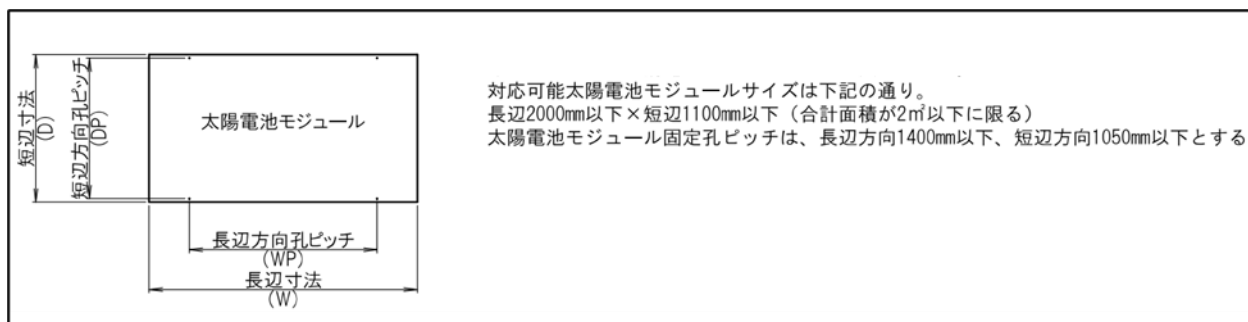 短辺寸法
(D)
短辺方向孔ピッチ
(DP)
太陽電池モジュール
長辺方向孔ピッチ
(WP)
長辺寸法
(W)
対応可能太陽電池モジュールサイズは下記の通り。
長辺2000mm以下×短辺1100mm以下（合計面積が2㎡以下に限る）
太陽電池モジュール固定孔ピッチは、長辺方向1400mm以下、短辺方向1050mm以下とする